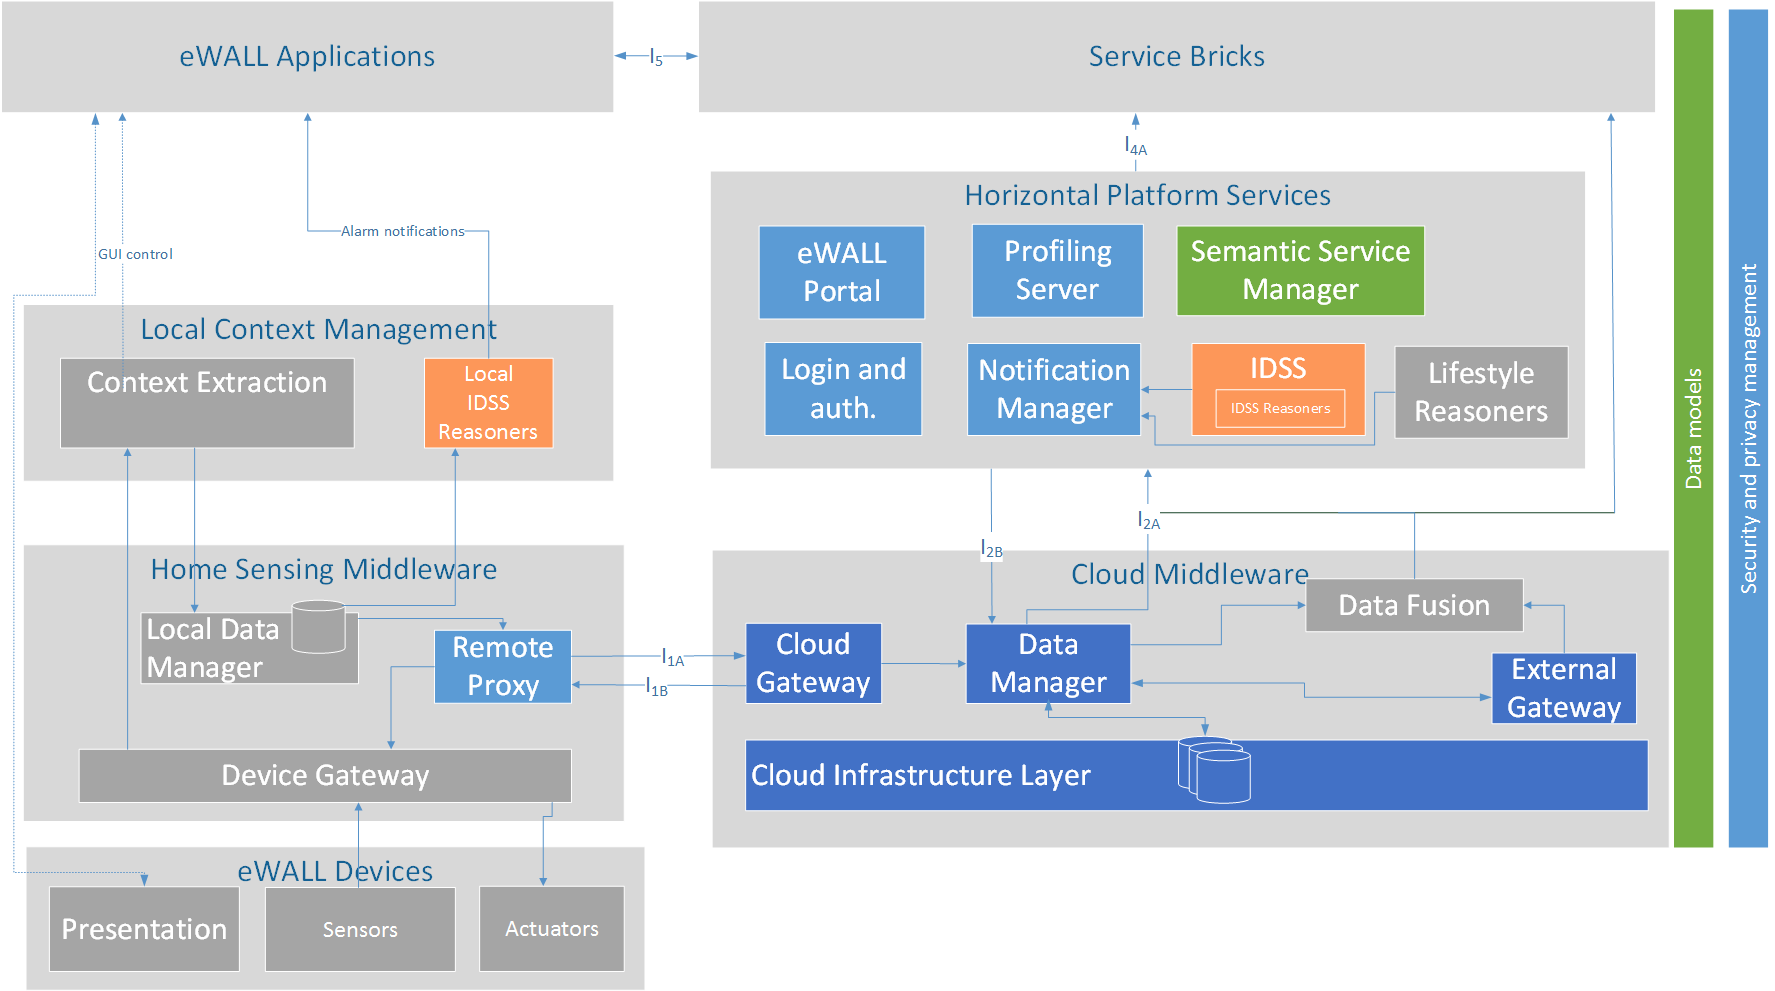 eWALL Applications
I5
Service Bricks
I4A
Horizontal Platform Services
eWALL
Portal
Profiling
Server
Semantic Service
Manager
Login and
auth.
Notification
Manager
IDSS
IDSS Reasoners
Lifestyle
Reasoners
Alarm notifications
GUI control
Local Context Management
Context Extraction
Local
IDSS
Reasoners
I2A
I2B
Home Sensing Middleware
Local Data
Manager
Remote
Proxy
I1A
I1B
Device Gateway
Cloud Middleware
Data Fusion
Cloud
Gateway
Data
Manager
External
Gateway
Cloud Infrastructure Layer
eWALL Devices
Presentation
Sensors
Actuators
Data models
Security and privacy management